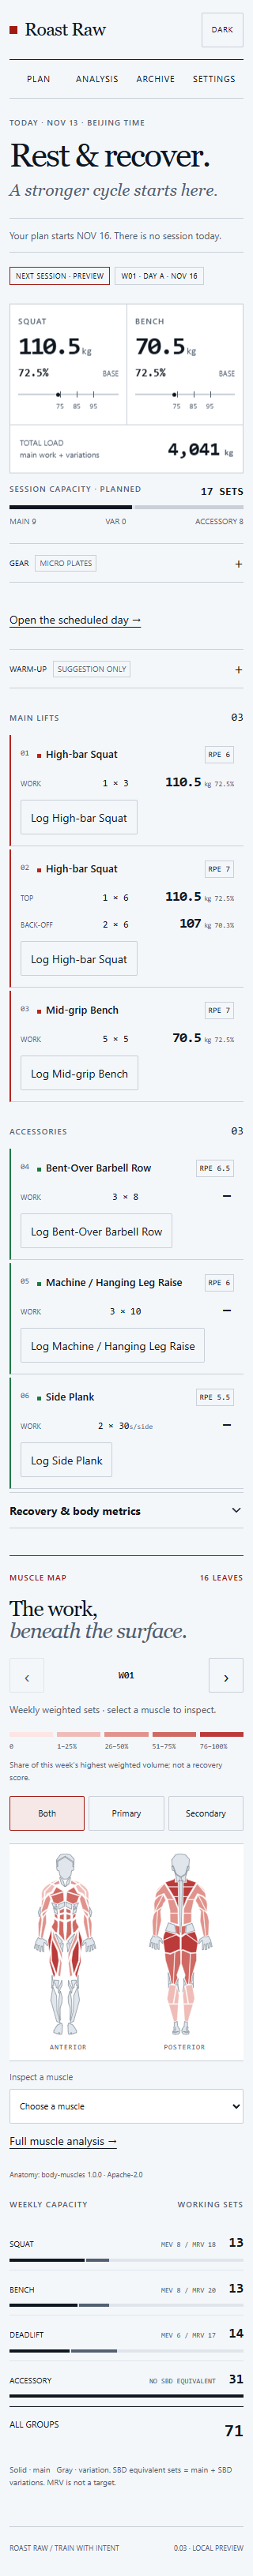 Roast Raw
DARK
PLAN
ANALYSIS
ARCHIVE
SETTINGS
TODAY · NOV 13 · BEIJING TIME
Rest & recover.
A stronger cycle starts here.
Your plan starts NOV 16. There is no session today.
NEXT SESSION · PREVIEW
W01 · DAY A · NOV 16
SQUAT
110.5 kg
72.5% BASE
75 85 95
BENCH
70.5 kg
72.5% BASE
75 85 95
TOTAL LOAD
main work + variations
4,041 kg
SESSION CAPACITY · PLANNED
17 SETS
MAIN 9
VAR 0
ACCESSORY 8
GEAR MICRO PLATES +
Open the scheduled day →
WARM-UP SUGGESTION ONLY +
MAIN LIFTS 03
01 High-bar Squat RPE 6
WORK 1 × 3 110.5 kg 72.5%
Log High-bar Squat
02 High-bar Squat RPE 7
TOP 1 × 6 110.5 kg 72.5%
BACK-OFF 2 × 6 107 kg 70.3%
Log High-bar Squat
03 Mid-grip Bench RPE 7
WORK 5 × 5 70.5 kg 72.5%
Log Mid-grip Bench
ACCESSORIES 03
04 Bent-Over Barbell Row RPE 6.5
WORK 3 × 8 —
Log Bent-Over Barbell Row
05 Machine / Hanging Leg Raise RPE 6
WORK 3 × 10 —
Log Machine / Hanging Leg Raise
06 Side Plank RPE 5.5
WORK 2 × 30s/side —
Log Side Plank
Recovery & body metrics
MUSCLE MAP 16 LEAVES
The work,
beneath the surface.
‹ W01 ›
Weekly weighted sets · select a muscle to inspect.
0 1–25% 26–50% 51–75% 76–100%
Share of this week's highest weighted volume; not a recovery
score.
Both
Primary
Secondary
ANTERIOR
POSTERIOR
Inspect a muscle
Choose a muscle
Full muscle analysis →
Anatomy: body-muscles 1.0.0 · Apache-2.0
WEEKLY CAPACITY WORKING SETS
SQUAT MEV 8 / MRV 18 13
BENCH MEV 8 / MRV 20 13
DEADLIFT MEV 6 / MRV 17 14
ACCESSORY NO SBD EQUIVALENT 31
ALL GROUPS 71
Solid · main Gray · variation. SBD equivalent sets = main + SBD
variations. MRV is not a target.
ROAST RAW / TRAIN WITH INTENT
0.03 · LOCAL PREVIEW